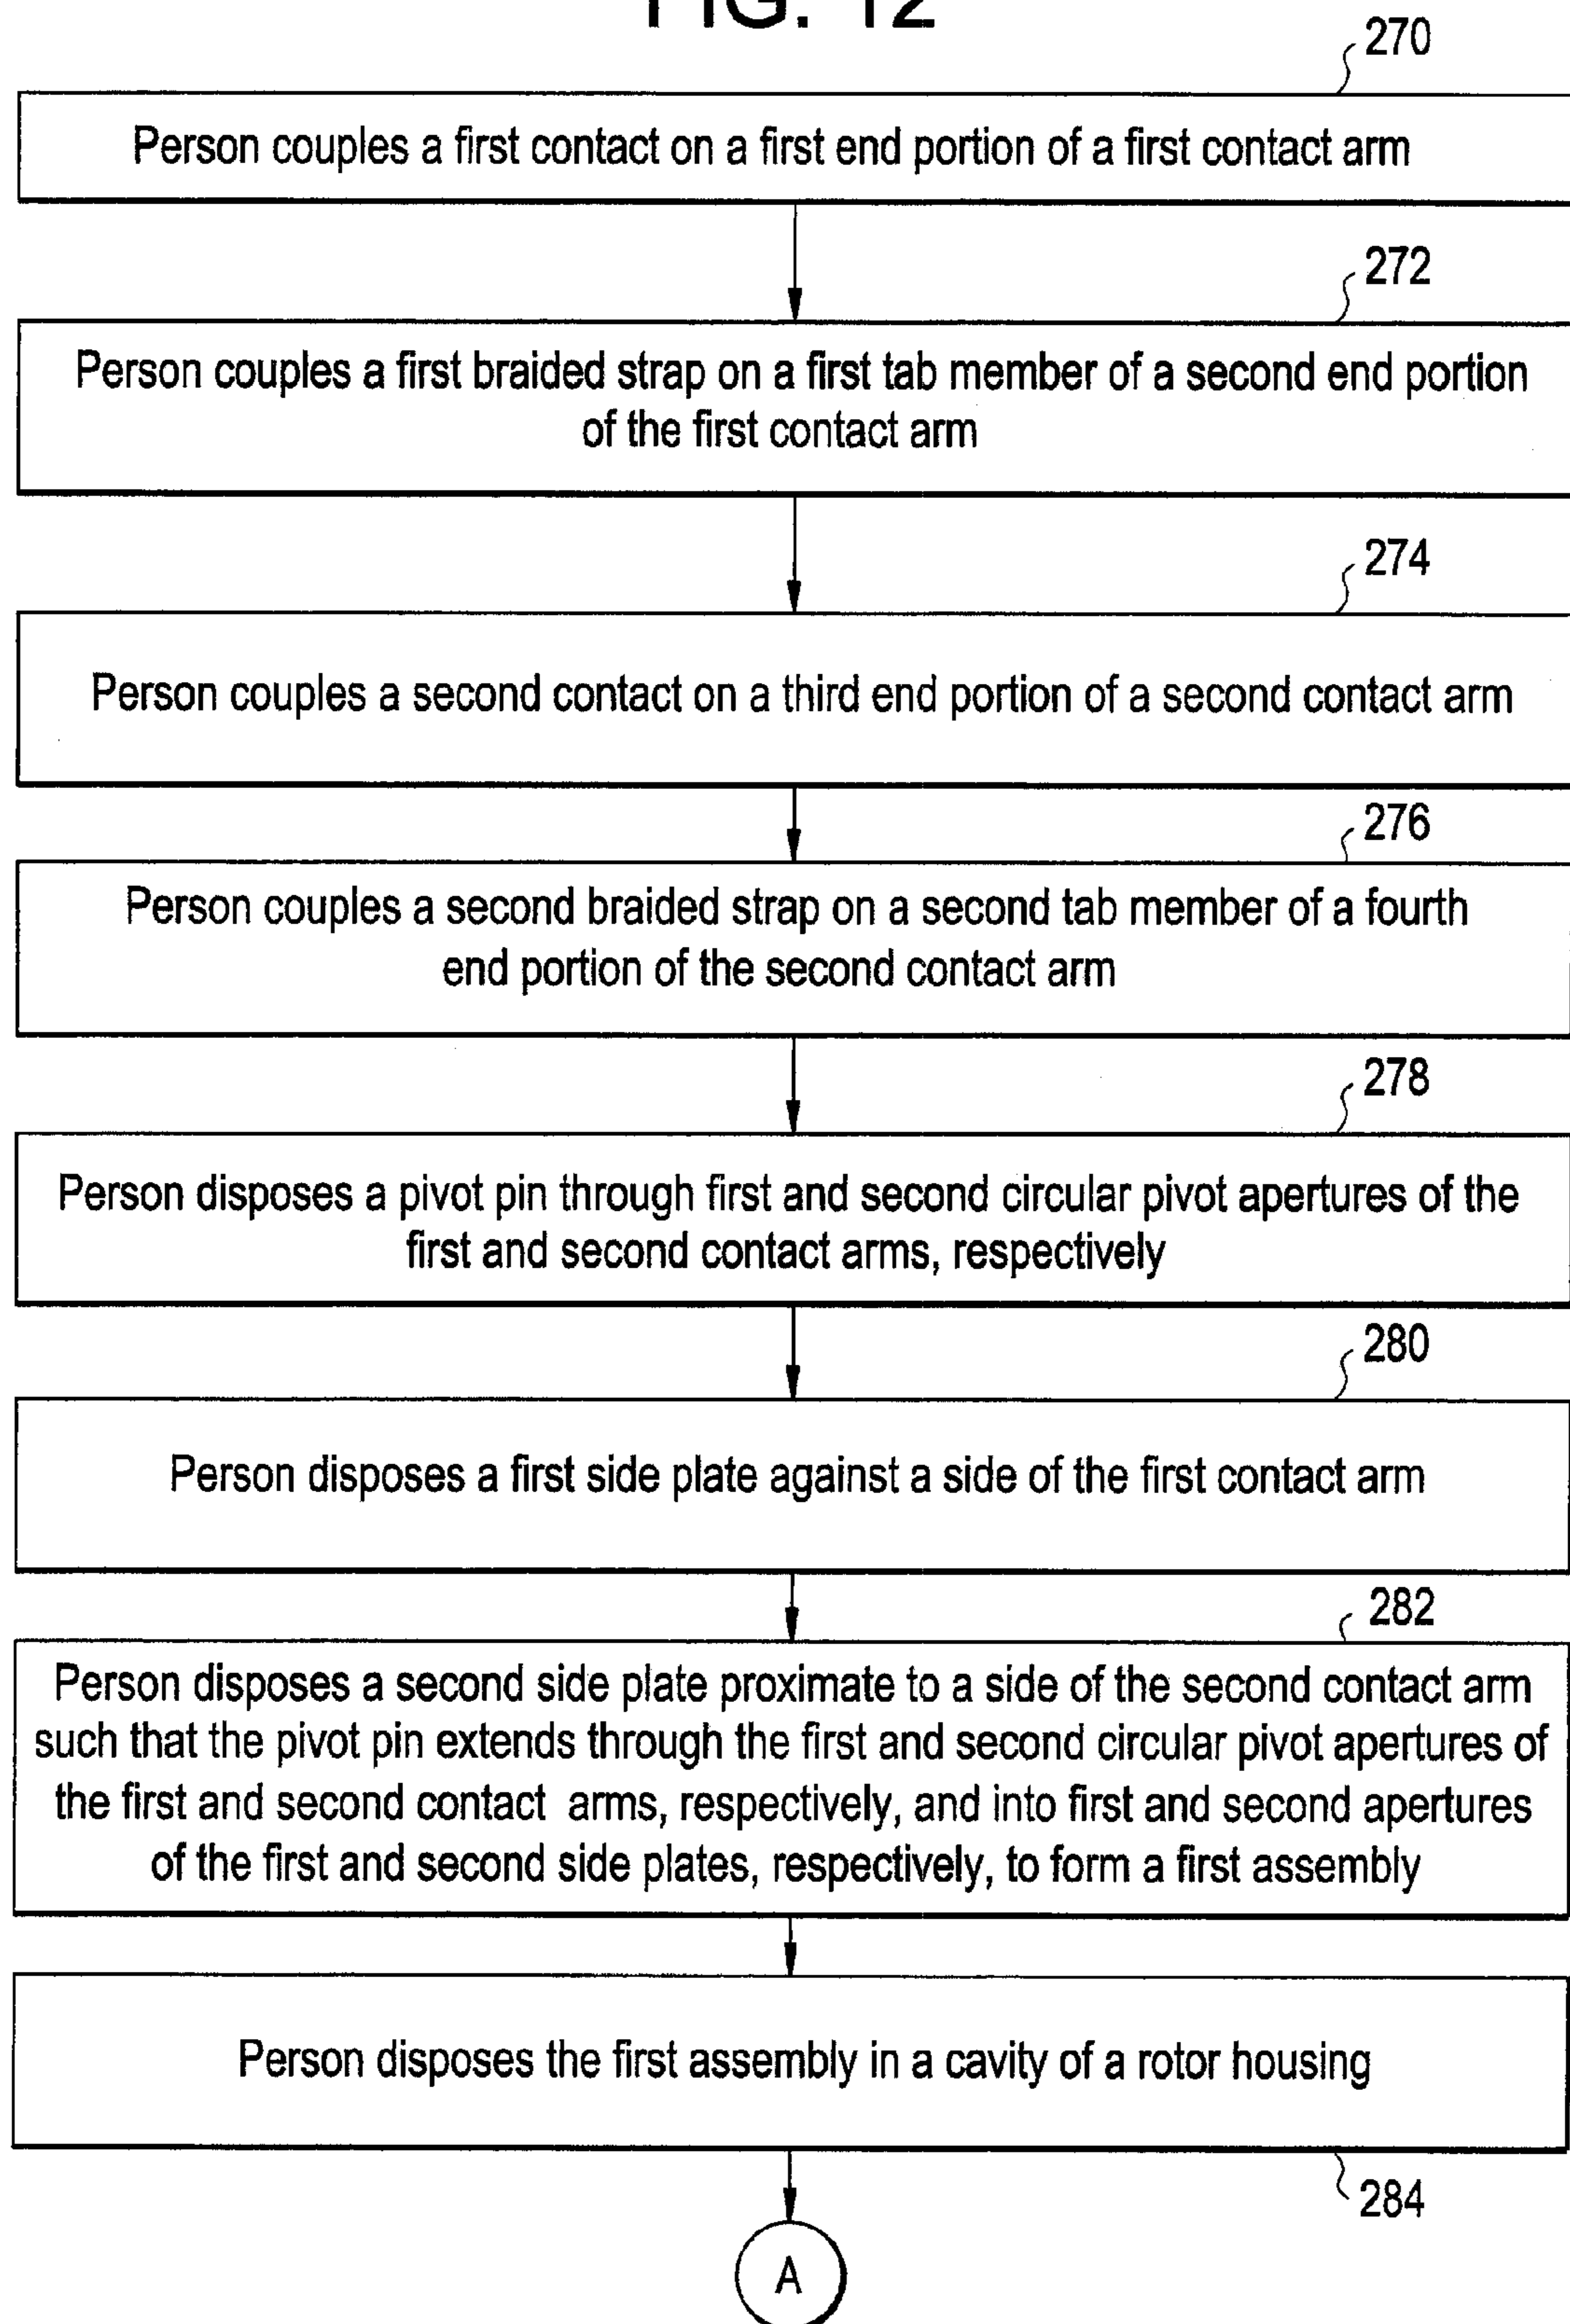 FIG. 12
270
Person couples a first contact on a first end portion of a first contact arm
272
Person couples a first braided strap on a first tab member of a second end portion
of the first contact arm
274
Person couples a second contact on a third end portion of a second contact arm
276
Person couples a second braided strap on a second tab member of a fourth
end portion of the second contact arm
278
Person disposes a pivot pin through first and second circular pivot apertures of the
first and second contact arms, respectively
280
Person disposes a first side plate against a side of the first contact arm
282
Person disposes a second side plate proximate to a side of the second contact arm
such that the pivot pin extends through the first and second circular pivot apertures of
the first and second contact arms, respectively, and into first and second apertures
of the first and second side plates, respectively, to form a first assembly
Person disposes the first assembly in a cavity of a rotor housing
284
A